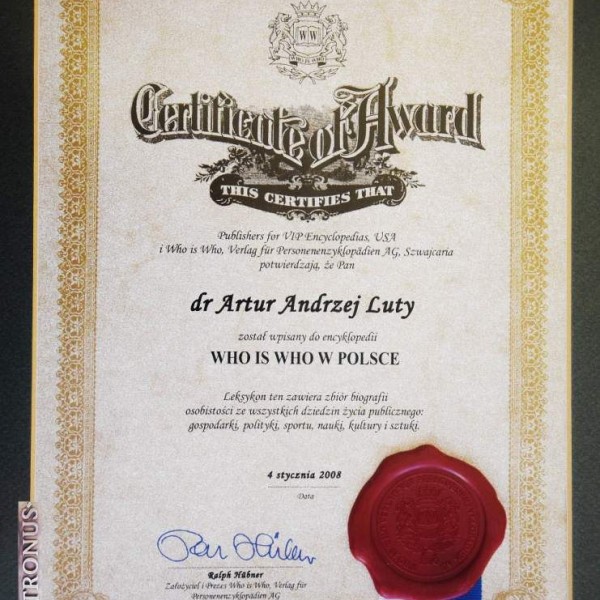 WW
Certificate of Award
THIS CERTIFIES THAT
Publishers for VIP Encyclopedias, USA
i Who is Who, Verlag für Personenenzyklopädien AG, Szwajcaria
potwierdzają, że Pan
dr Artur Andrzej Luty
został wpisany do encyklopedii
WHO IS WHO W POLSCE
Leksykon ten zawiera zbiór biografii
osobistości ze wszystkich dziedzin życia publicznego:
gospodarki, polityki, sportu, nauki, kultury i sztuki.
4 stycznia 2008
Data
Ralph Hübner
Założyciel i Prezes Who is Who, Verlag für
Personenenzyklopädien AG
TRONUS